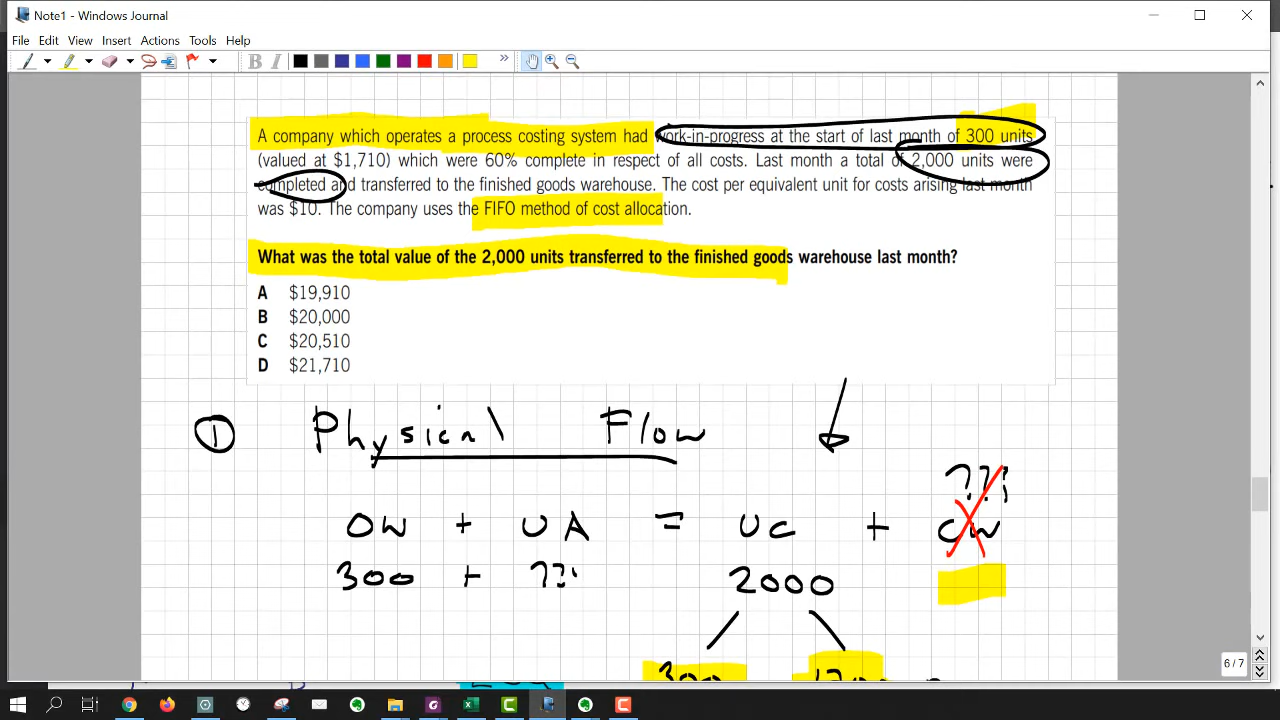 Note1 - Windows Journal
File Edit View Insert Actions Tools Help
B I
A company which operates a process costing system had work-in-progress at the start of last month of 300 units
(valued at $1,710) which were 60% complete in respect of all costs. Last month a total of 2,000 units were
completed and transferred to the finished goods warehouse. The cost per equivalent unit for costs arising last month
was $10. The company uses the FIFO method of cost allocation.
What was the total value of the 2,000 units transferred to the finished goods warehouse last month?
A $19,910
B $20,000
C $20,510
D $21,710
1 Physical Flow
???
OW + UA = UC + CW
300 + ??? 2000
300
6 / 7